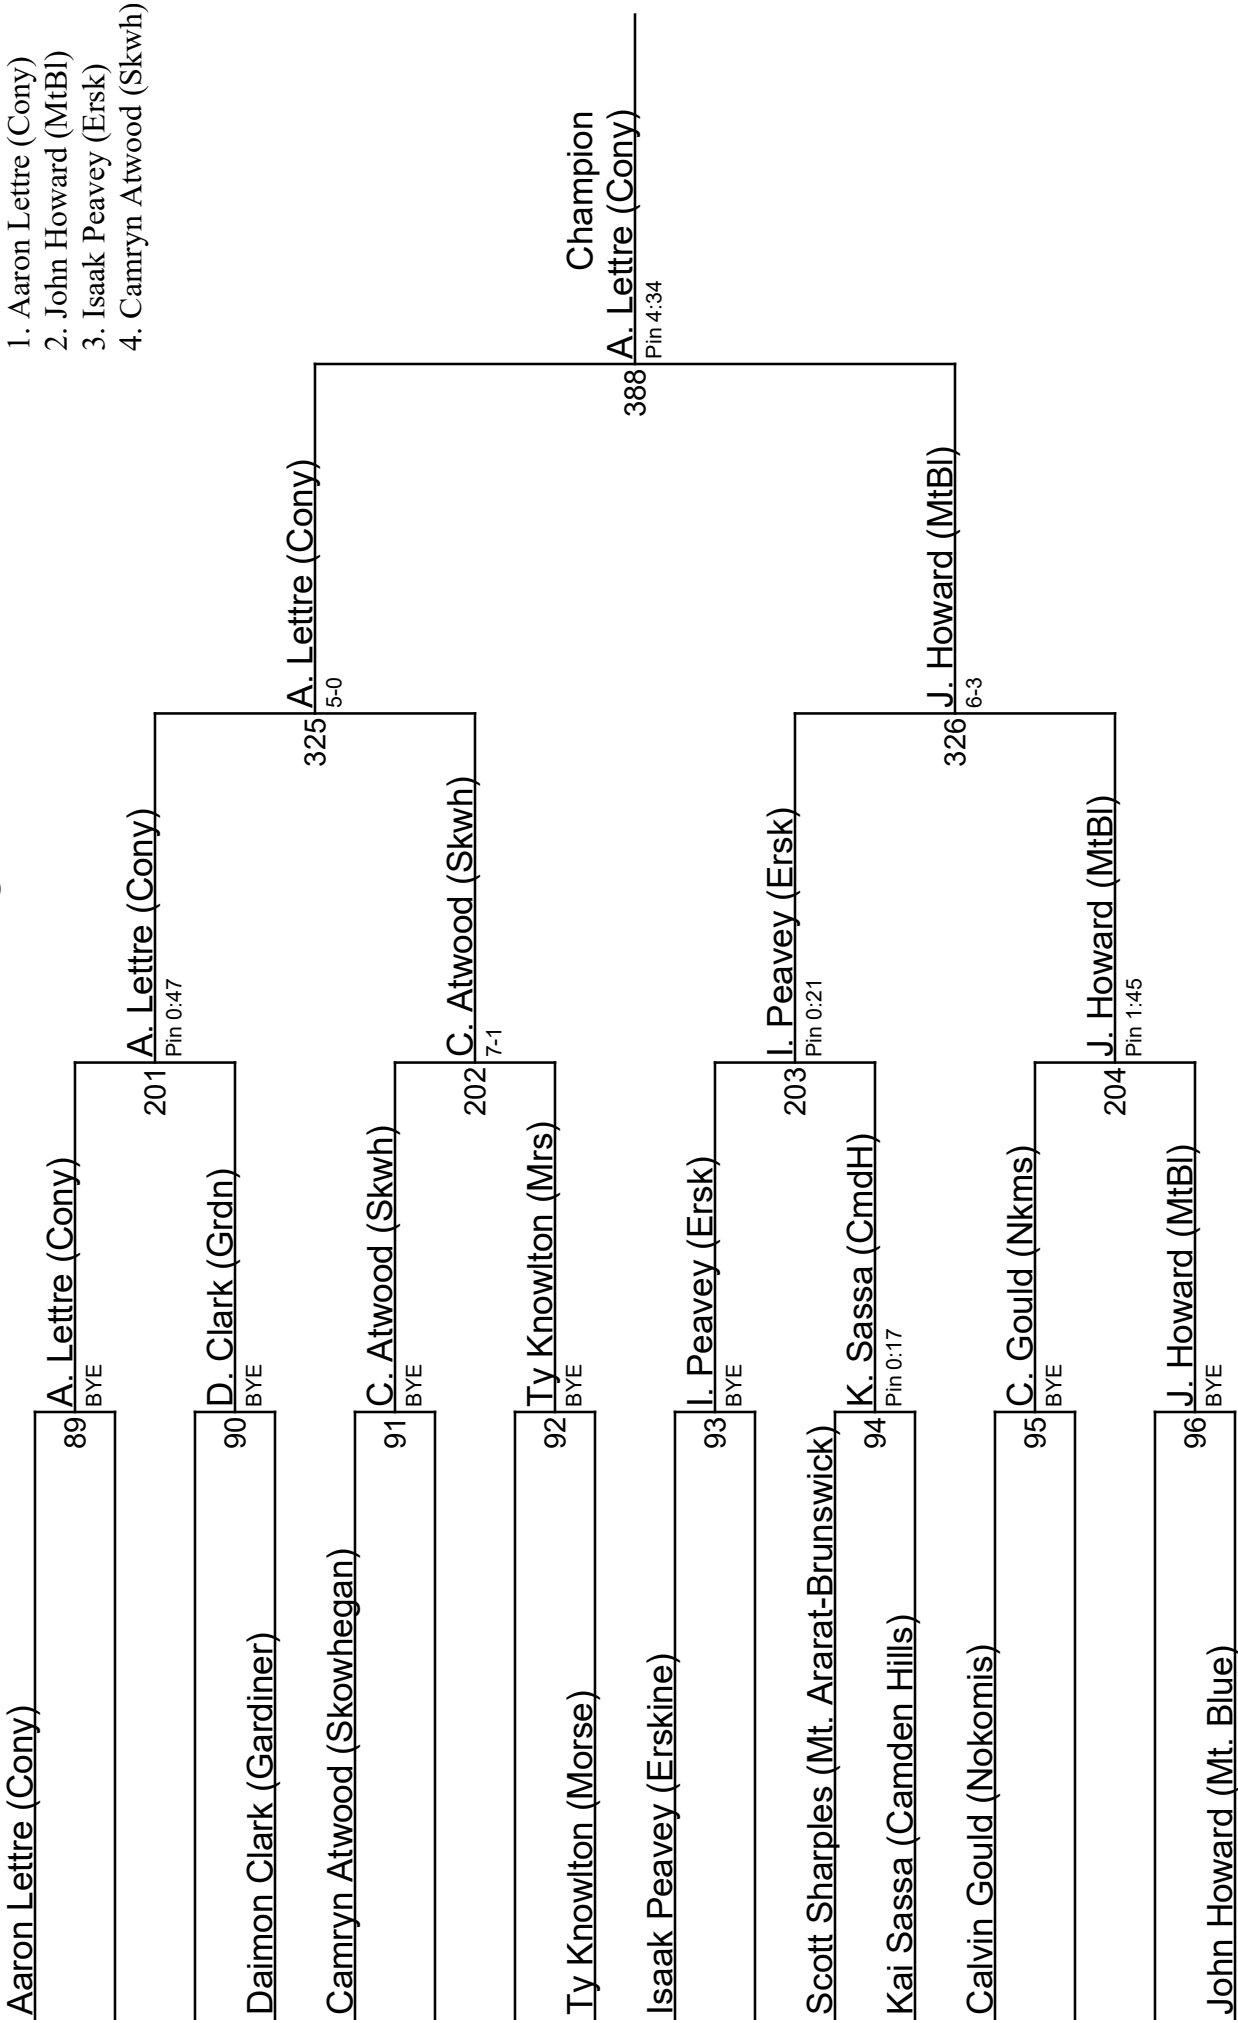 1. Aaron Lettre (Cony)
2. John Howard (MtBl)
3. Isaak Peavey (Ersk)
4. Camryn Atwood (Skwh)
Aaron Lettre (Cony)
Daimon Clark (Gardiner)
Camryn Atwood (Skowhegan)
Ty Knowlton (Morse)
Isaak Peavey (Erskine)
Scott Sharples (Mt. Ararat-Brunswick)
Kai Sassa (Camden Hills)
Calvin Gould (Nokomis)
John Howard (Mt. Blue)
89
A. Lettre (Cony)
BYE
90
D. Clark (Grdn)
BYE
91
C. Atwood (Skwh)
BYE
92
Ty Knowlton (Mrs)
BYE
93
I. Peavey (Ersk)
BYE
94
K. Sassa (CmdH)
Pin 0:17
95
C. Gould (Nkms)
BYE
96
J. Howard (MtBl)
BYE
201
A. Lettre (Cony)
Pin 0:47
202
C. Atwood (Skwh)
7-1
203
I. Peavey (Ersk)
Pin 0:21
204
J. Howard (MtBl)
Pin 1:45
325
A. Lettre (Cony)
5-0
326
J. Howard (MtBl)
6-3
388
Champion
A. Lettre (Cony)
Pin 4:34